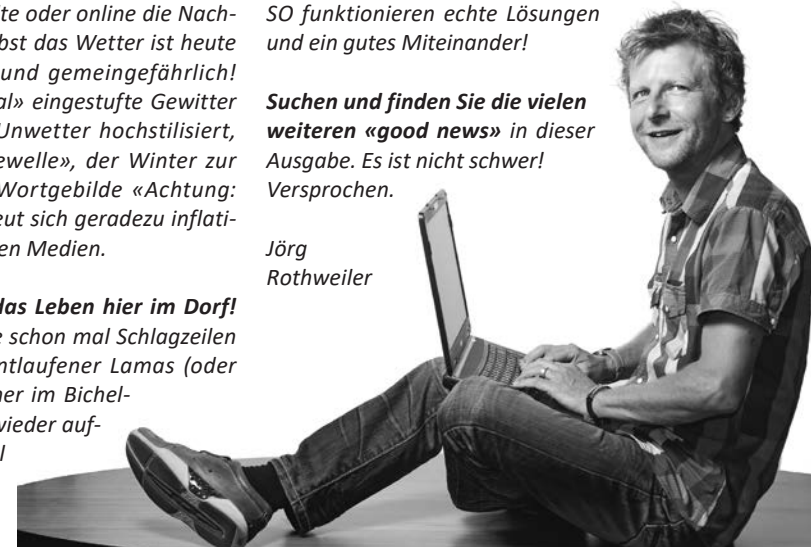 te oder online die Nach-
bst das Wetter ist heute
und gemeingefährlich!
al» eingestufte Gewitter
Unwetter hochstilisiert,
ewelle», der Winter zur
Wortgebilde «Achtung:
eut sich geradezu inflati-
en Medien.
das Leben hier im Dorf!
e schon mal Schlagzeilen
ntlaufener Lamas (oder
ner im Bichel-
wieder auf-
l
SO funktionieren echte Lösungen
und ein gutes Miteinander!
Suchen und finden Sie die vielen
weiteren «good news» in dieser
Ausgabe. Es ist nicht schwer!
Versprochen.
Jörg
Rothweiler